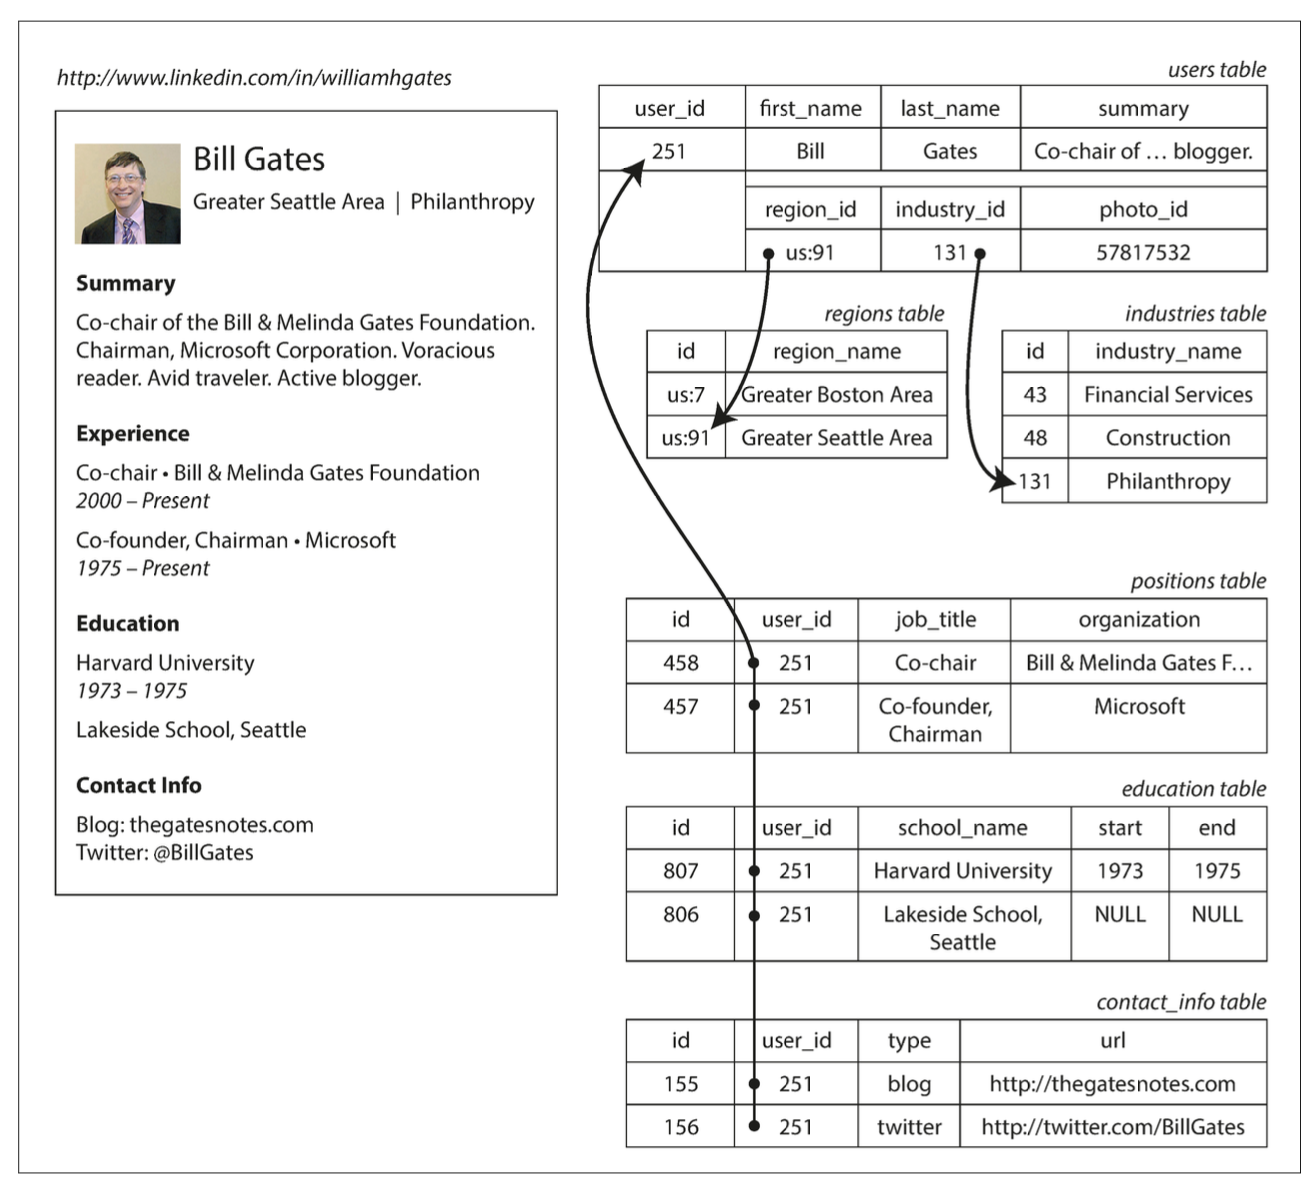 http://www.linkedin.com/in/williamhgates
Bill Gates
Greater Seattle Area | Philanthropy
Summary
Co-chair of the Bill & Melinda Gates Foundation.
Chairman, Microsoft Corporation. Voracious
reader. Avid traveler. Active blogger.
Experience
Co-chair • Bill & Melinda Gates Foundation
2000 – Present
Co-founder, Chairman • Microsoft
1975 – Present
Education
Harvard University
1973 – 1975
Lakeside School, Seattle
Contact Info
Blog: thegatesnotes.com
Twitter: @BillGates
users table
user_id first_name last_name summary
251 Bill Gates Co-chair of … blogger.
region_id industry_id photo_id
us:91 131 57817532
regions table
id region_name
us:7 Greater Boston Area
us:91 Greater Seattle Area
industries table
id industry_name
43 Financial Services
48 Construction
131 Philanthropy
positions table
id user_id job_title organization
458 251 Co-chair Bill & Melinda Gates F…
457 251 Co-founder, Microsoft
Chairman
education table
id user_id school_name start end
807 251 Harvard University 1973 1975
806 251 Lakeside School, NULL NULL
Seattle
contact_info table
id user_id type url
155 251 blog http://thegatesnotes.com
156 251 twitter http://twitter.com/BillGates